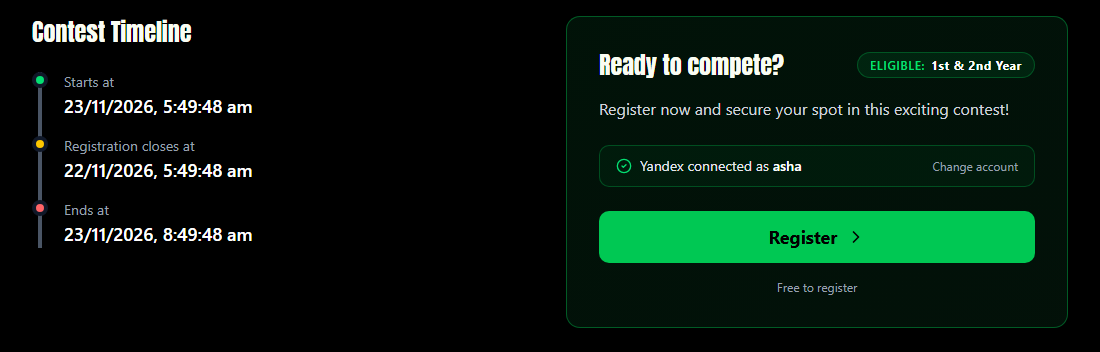 Contest Timeline
Starts at
23/11/2026, 5:49:48 am
Registration closes at
22/11/2026, 5:49:48 am
Ends at
23/11/2026, 8:49:48 am
Ready to compete?
ELIGIBLE: 1st & 2nd Year
Register now and secure your spot in this exciting contest!
Yandex connected as asha
Change account
Register
Free to register